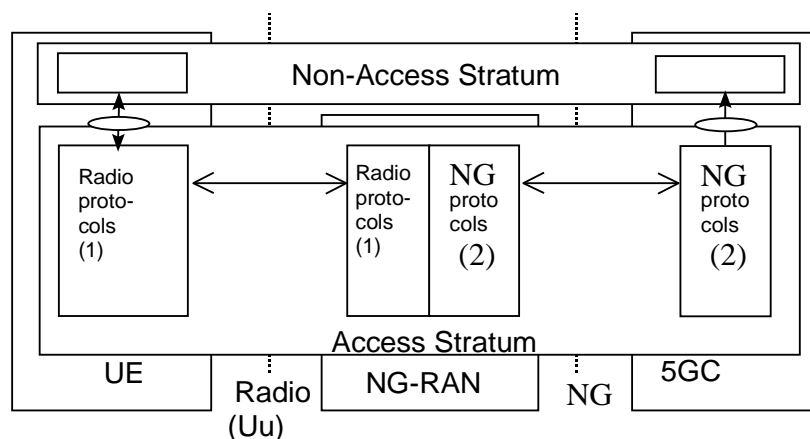 Non-Access Stratum
Radio
proto-
cols
(1)
Radio
proto-
cols
(1)
NG
proto
cols
(2)
NG
proto
cols
(2)
Access Stratum
UE
Radio
(Uu)
NG-RAN
NG
5GC